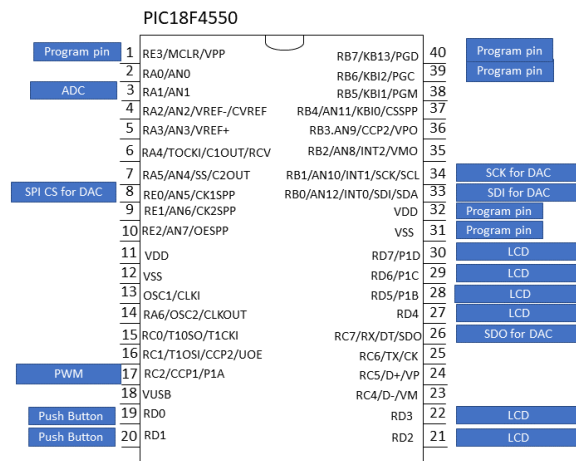 PIC18F4550
Program pin 1 RE3/MCLR/VPP
2 RA0/AN0
ADC 3 RA1/AN1
4 RA2/AN2/VREF-/CVREF
5 RA3/AN3/VREF+
6 RA4/TOCKI/C1OUT/RCV
7 RA5/AN4/SS/C2OUT
SPI CS for DAC 8 RE0/AN5/CK1SPP
9 RE1/AN6/CK2SPP
10 RE2/AN7/OESPP
11 VDD
12 VSS
13 OSC1/CLKI
14 RA6/OSC2/CLKOUT
15 RC0/T10SO/T1CKI
16 RC1/T1OSI/CCP2/UOE
PWM 17 RC2/CCP1/P1A
18 VUSB
Push Button 19 RD0
Push Button 20 RD1
RB7/KB13/PGD 40 Program pin
RB6/KBI2/PGC 39 Program pin
RB5/KBI1/PGM 38
RB4/AN11/KBI0/CSSPP 37
RB3.AN9/CCP2/VPO 36
RB2/AN8/INT2/VMO 35
RB1/AN10/INT1/SCK/SCL 34 SCK for DAC
RB0/AN12/INT0/SDI/SDA 33 SDI for DAC
VDD 32 Program pin
VSS 31 Program pin
RD7/P1D 30 LCD
RD6/P1C 29 LCD
RD5/P1B 28 LCD
RD4 27 LCD
RC7/RX/DT/SDO 26 SDO for DAC
RC6/TX/CK 25
RC5/D+/VP 24
RC4/D-/VM 23
RD3 22 LCD
RD2 21 LCD